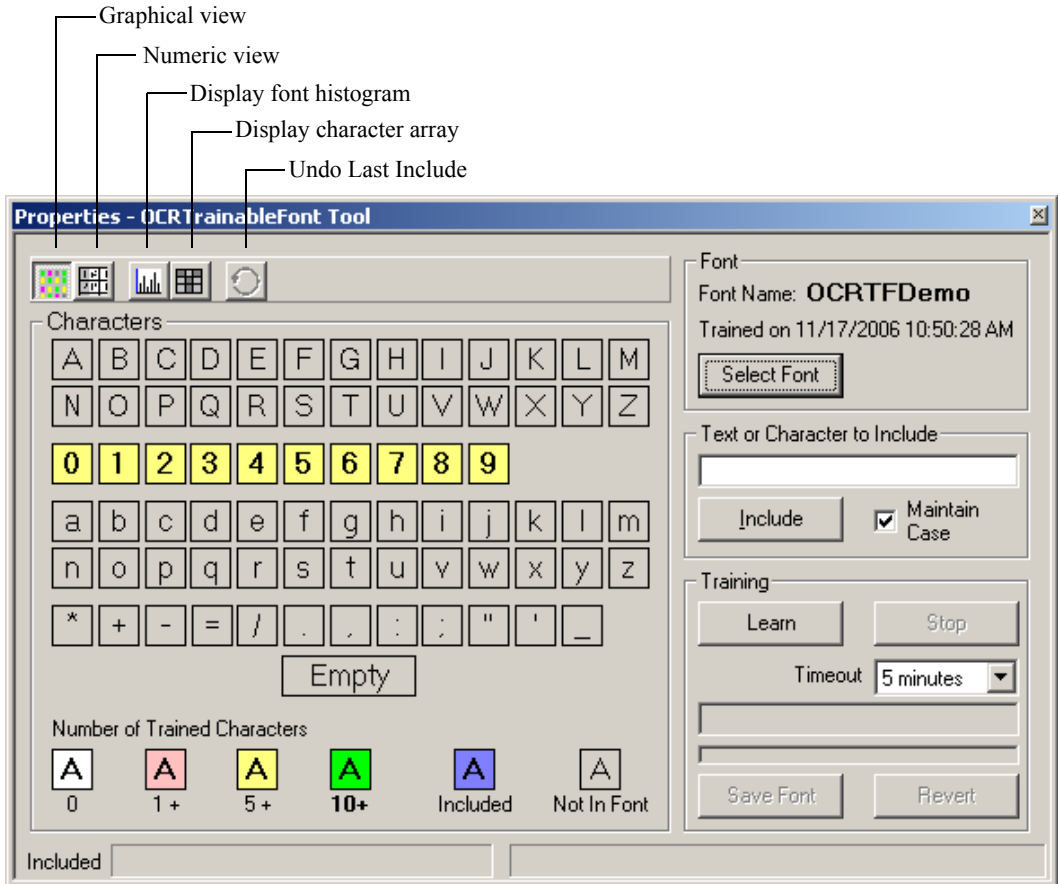 Graphical view
Numeric view
Display font histogram
Display character array
Undo Last Include
Properties - OCRTrainableFont Tool
Font
Font Name: OCRTFDemo
Trained on 11/17/2006 10:50:28 AM
Select Font
Characters
A B C D E F G H I J K L M
N O P Q R S T U V W X Y Z
0 1 2 3 4 5 6 7 8 9
a b c d e f g h i j k l m
n o p q r s t u v w x y z
* + - = / . , : ; " ' _
Empty
Number of Trained Characters
A A A A A A
0 1 + 5 + 10+ Included Not In Font
Text or Character to Include
Include
Maintain
Case
Training
Learn Stop
Timeout 5 minutes
Save Font Revert
Included